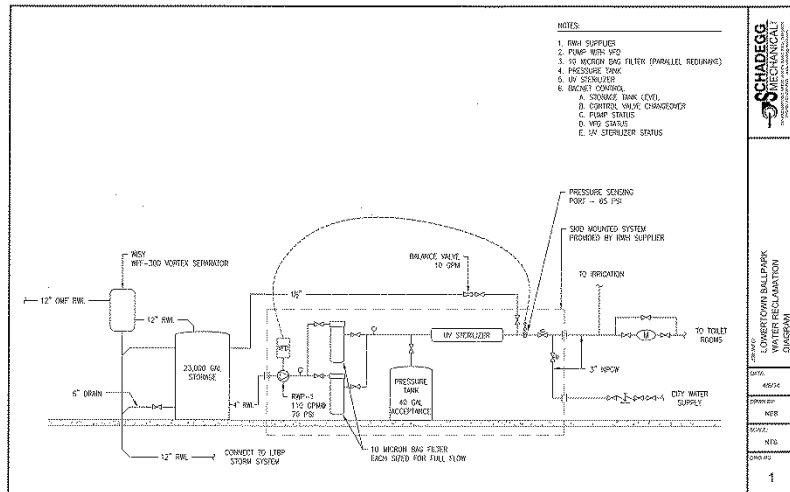 NOTES:
1. RWH SUPPLIER
2. PUMP WITH VFD
3. 10 MICRON BAG FILTER (PARALLEL REDUNANT)
4. PRESSURE TANK
5. UV STERILIZER
6. BACNET CONTROL
A. STORAGE TANK LEVEL
B. CONTROL VALVE CHANGEOVER
C. PUMP STATUS
D. VFD STATUS
E. UV STERILIZER STATUS
PRESSURE SENSING
PORT - 65 PSI
SKID MOUNTED SYSTEM
PROVIDED BY RWH SUPPLIER
WISY
WFF-300 VORTEX SEPARATOR
BALANCE VALVE
10 GPM
TO IRRIGATION
12" OMF RWL
12" RWL
1½"
TO TOILET
ROOMS
M
UV STERILIZER
23,000 GAL
STORAGE
VFD
3" NPCW
6" DRAIN
4" RWL
RWP-1
110 GPM@
70 PSI
PRESSURE
TANK
40 GAL
ACCEPTANCE
CITY WATER
SUPPLY
12" RWL
CONNECT TO LTBP
STORM SYSTEM
10 MICRON BAG FILTER
EACH SIZED FOR FULL FLOW
SCHADEGG
MECHANICAL
LOWERTOWN BALLPARK
WATER RECLAMATION
DIAGRAM
DATE:
SCALE:
NTS
1